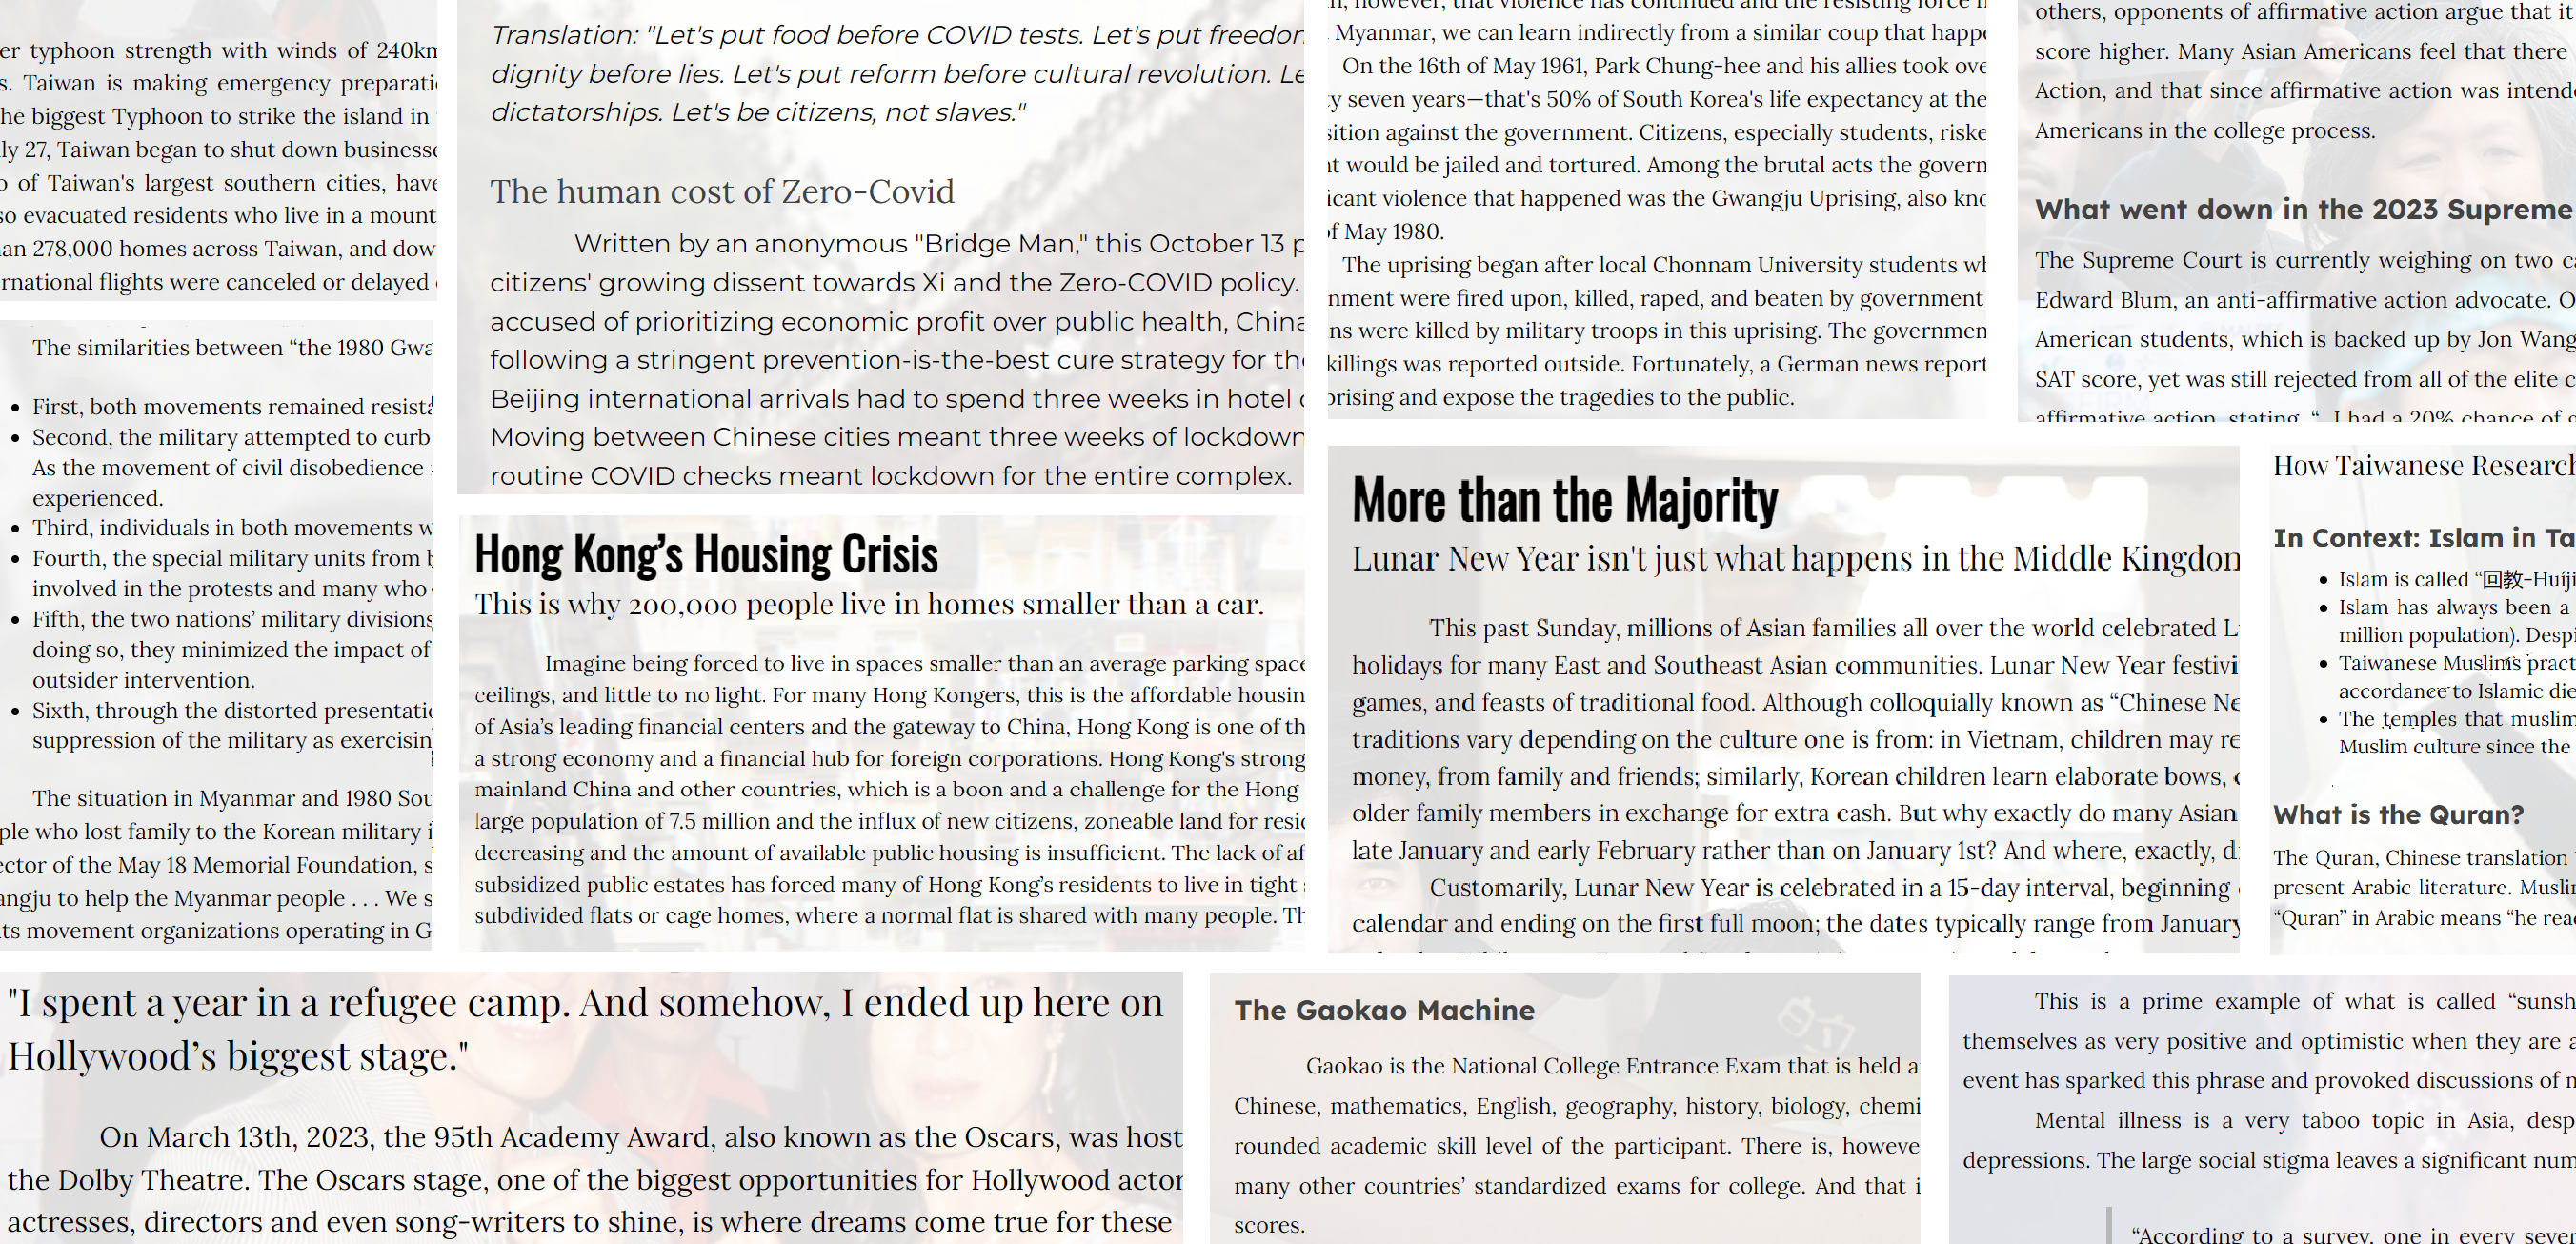 er typhoon strength with winds of 240km
s. Taiwan is making emergency preparati
he biggest Typhoon to strike the island in
ly 27, Taiwan began to shut down businesse
o of Taiwan's largest southern cities, have
so evacuated residents who live in a mount
an 278,000 homes across Taiwan, and dow
rnational flights were canceled or delayed
The similarities between “the 1980 Gwa
• First, both movements remained resista
• Second, the military attempted to curb
As the movement of civil disobedience
experienced.
• Third, individuals in both movements w
• Fourth, the special military units from
involved in the protests and many who
• Fifth, the two nations’ military divisions
doing so, they minimized the impact of
outsider intervention.
• Sixth, through the distorted presentatio
suppression of the military as exercisin
The situation in Myanmar and 1980 Sou
ple who lost family to the Korean military
ector of the May 18 Memorial Foundation, s
angju to help the Myanmar people . . . We s
ts movement organizations operating in G
Translation: "Let's put food before COVID tests. Let's put freedom
dignity before lies. Let's put reform before cultural revolution. Le
dictatorships. Let's be citizens, not slaves."
The human cost of Zero-Covid
Written by an anonymous "Bridge Man," this October 13 p
citizens' growing dissent towards Xi and the Zero-COVID policy.
accused of prioritizing economic profit over public health, China
following a stringent prevention-is-the-best cure strategy for the
Beijing international arrivals had to spend three weeks in hotel
Moving between Chinese cities meant three weeks of lockdown
routine COVID checks meant lockdown for the entire complex.
Hong Kong’s Housing Crisis
This is why 200,000 people live in homes smaller than a car.
Imagine being forced to live in spaces smaller than an average parking space
ceilings, and little to no light. For many Hong Kongers, this is the affordable housin
of Asia’s leading financial centers and the gateway to China, Hong Kong is one of th
a strong economy and a financial hub for foreign corporations. Hong Kong's strong
mainland China and other countries, which is a boon and a challenge for the Hong
large population of 7.5 million and the influx of new citizens, zoneable land for resid
decreasing and the amount of available public housing is insufficient. The lack of af
subsidized public estates has forced many of Hong Kong’s residents to live in tight
subdivided flats or cage homes, where a normal flat is shared with many people. Th
however, that violence has continued and the resisting force
Myanmar, we can learn indirectly from a similar coup that happe
On the 16th of May 1961, Park Chung-hee and his allies took ove
ty seven years—that's 50% of South Korea's life expectancy at the
sition against the government. Citizens, especially students, riske
nt would be jailed and tortured. Among the brutal acts the govern
icant violence that happened was the Gwangju Uprising, also kno
of May 1980.
The uprising began after local Chonnam University students wh
nment were fired upon, killed, raped, and beaten by government
ns were killed by military troops in this uprising. The governmen
killings was reported outside. Fortunately, a German news report
prising and expose the tragedies to the public.
others, opponents of affirmative action argue that it
score higher. Many Asian Americans feel that there
Action, and that since affirmative action was intende
Americans in the college process.
What went down in the 2023 Supreme
The Supreme Court is currently weighing on two ca
Edward Blum, an anti-affirmative action advocate. O
American students, which is backed up by Jon Wang
SAT score, yet was still rejected from all of the elite c
affirmative action, stating, “...I had a 20% chance of g
More than the Majority
Lunar New Year isn't just what happens in the Middle Kingdom
This past Sunday, millions of Asian families all over the world celebrated L
holidays for many East and Southeast Asian communities. Lunar New Year festivi
games, and feasts of traditional food. Although colloquially known as “Chinese Ne
traditions vary depending on the culture one is from: in Vietnam, children may re
money, from family and friends; similarly, Korean children learn elaborate bows,
older family members in exchange for extra cash. But why exactly do many Asian
late January and early February rather than on January 1st? And where, exactly, d
Customarily, Lunar New Year is celebrated in a 15-day interval, beginning
calendar and ending on the first full moon; the dates typically range from January
How Taiwanese Research
In Context: Islam in Ta
• Islam is called “回教-Huíji
• Islam has always been a
million population). Despi
• Taiwanese Muslims pract
accordance to Islamic die
• The temples that muslim
Muslim culture since the
What is the Quran?
The Quran, Chinese translation
present Arabic literature. Muslim
“Quran” in Arabic means “he rea
"I spent a year in a refugee camp. And somehow, I ended up here on
Hollywood’s biggest stage."
On March 13th, 2023, the 95th Academy Award, also known as the Oscars, was host
the Dolby Theatre. The Oscars stage, one of the biggest opportunities for Hollywood actor
actresses, directors and even song-writers to shine, is where dreams come true for these
The Gaokao Machine
Gaokao is the National College Entrance Exam that is held a
Chinese, mathematics, English, geography, history, biology, chemi
rounded academic skill level of the participant. There is, howeve
many other countries’ standardized exams for college. And that i
scores.
This is a prime example of what is called “sunsh
themselves as very positive and optimistic when they are a
event has sparked this phrase and provoked discussions of m
Mental illness is a very taboo topic in Asia, desp
depressions. The large social stigma leaves a significant num
“According to a survey, one in every seven